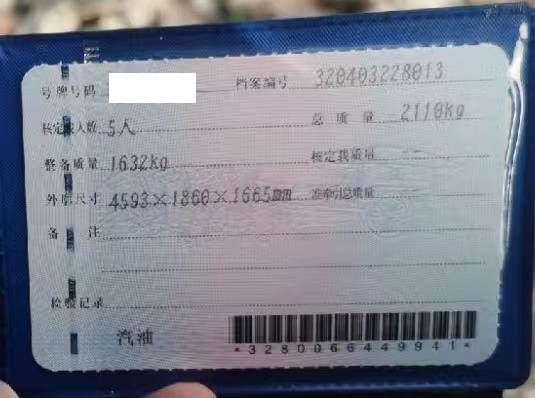 号牌号码 档案编号 320403228013
核定载人数 5人 总质量 2110kg
整备质量 1632kg 核定载质量
外廓尺寸 4593×1860×1665mm 准牵引总质量
备注
检验记录
汽油
*3280066449941*